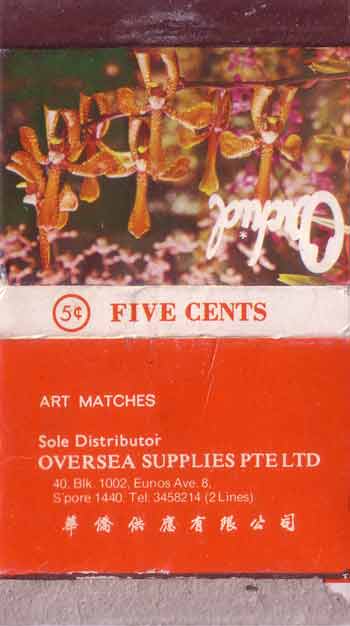 Orchid*
5¢ FIVE CENTS
ART MATCHES
Sole Distributor
OVERSEA SUPPLIES PTE LTD
40, Blk. 1002, Eunos Ave. 8,
S'pore 1440. Tel: 3458214 (2 Lines)
華僑供應有限公司